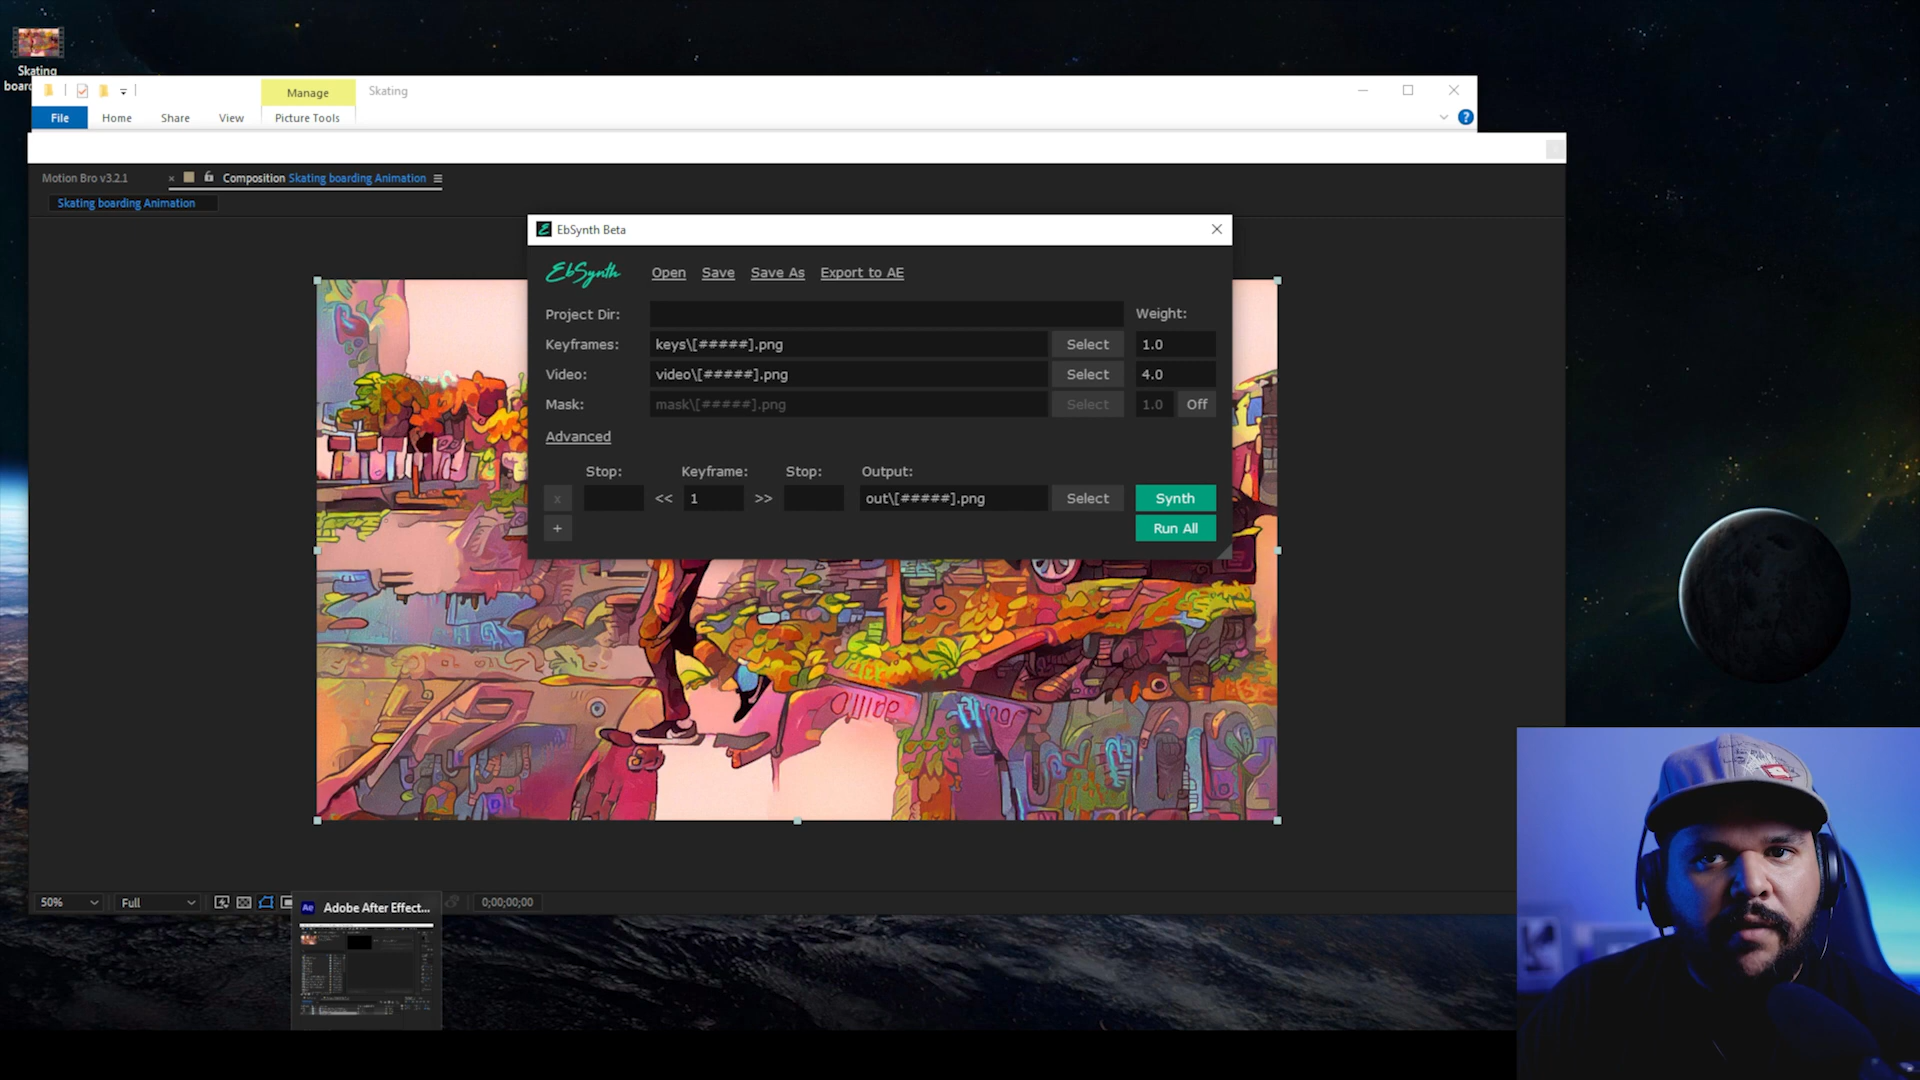 Skating
board
Manage
Skating
File
Home
Share
View
Picture Tools
?
Motion Bro v3.2.1
Composition Skating boarding Animation
Skating boarding Animation
EbSynth Beta
EbSynth
Open
Save
Save As
Export to AE
Project Dir:
Weight:
Keyframes:
keys\[#####].png
Select
1.0
Video:
video\[#####].png
Select
4.0
Mask:
mask\[#####].png
Select
1.0
Off
Advanced
Stop:
Keyframe:
Stop:
Output:
x
<<
1
>>
out\[#####].png
Select
Synth
+
Run All
50%
Full
0;00;00;00
Ae
Adobe After Effect...